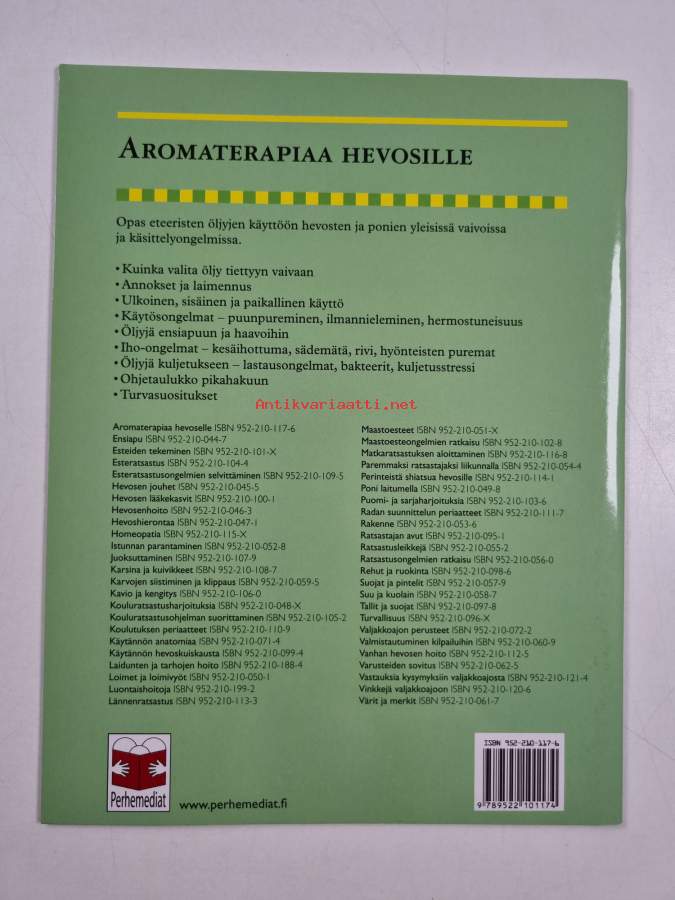 AROMATERAPIAA HEVOSILLE
Opas eteeristen öljyjen käyttöön hevosten ja ponien yleisissä vaivoissa
ja käsittelyongelmissa.
• Kuinka valita öljy tiettyyn vaivaan
• Annokset ja laimennus
• Ulkoinen, sisäinen ja paikallinen käyttö
• Käytösongelmat – puunpureminen, ilmannieleminen, hermostuneisuus
• Öljyjä ensiapuun ja haavoihin
• Iho-ongelmat – kesäihottuma, sädemätä, rivi, hyönteisten puremat
• Öljyjä kuljetukseen – lastausongelmat, bakteerit, kuljetusstressi
• Ohjetaulukko pikahakuun
• Turvasuositukset
Antikvariaatti.net
Aromaterapiaa hevoselle ISBN 952-210-117-6
Ensiapu ISBN 952-210-044-7
Esteiden tekeminen ISBN 952-210-101-X
Esteratsastus ISBN 952-210-104-4
Esteratsastusongelmien selvittäminen ISBN 952-210-109-5
Hevosen jouhet ISBN 952-210-045-5
Hevosen lääkekasvit ISBN 952-210-100-1
Hevosenhoito ISBN 952-210-046-3
Hevoshierontaa ISBN 952-210-047-1
Homeopatia ISBN 952-210-115-X
Istunnan parantaminen ISBN 952-210-052-8
Juoksuttaminen ISBN 952-210-107-9
Karsina ja kuivikkeet ISBN 952-210-108-7
Karvojen siistiminen ja klippaus ISBN 952-210-059-5
Kavio ja kengitys ISBN 952-210-106-0
Kouluratsastusharjoituksia ISBN 952-210-048-X
Kouluratsastusohjelman suorittaminen ISBN 952-210-105-2
Koulutuksen periaatteet ISBN 952-210-110-9
Käytännön anatomiaa ISBN 952-210-071-4
Käytännön hevoskuiskausta ISBN 952-210-099-4
Laidunten ja tarhojen hoito ISBN 952-210-188-4
Loimet ja loimivyöt ISBN 952-210-050-1
Luontaishoitoja ISBN 952-210-199-2
Lännenratsastus ISBN 952-210-113-3
Maastoesteet ISBN 952-210-051-X
Maastoesteongelmien ratkaisu ISBN 952-210-102-8
Matkaratsastuksen aloittaminen ISBN 952-210-116-8
Paremmaksi ratsastajaksi liikunnalla ISBN 952-210-054-4
Perinteistä shiatsua hevosille ISBN 952-210-114-1
Poni laitumella ISBN 952-210-049-8
Puomi- ja sarjaharjoituksia ISBN 952-210-103-6
Radan suunnittelun periaatteet ISBN 952-210-111-7
Rakenne ISBN 952-210-053-6
Ratsastajan avut ISBN 952-210-095-1
Ratsastusleikkejä ISBN 952-210-055-2
Ratsastusongelmien ratkaisu ISBN 952-210-056-0
Rehut ja ruokinta ISBN 952-210-098-6
Suojat ja pintelit ISBN 952-210-057-9
Suu ja kuolain ISBN 952-210-058-7
Tallit ja suojat ISBN 952-210-097-8
Turvallisuus ISBN 952-210-096-X
Valjakkoajon perusteet ISBN 952-210-072-2
Valmistautuminen kilpailuihin ISBN 952-210-060-9
Vanhan hevosen hoito ISBN 952-210-112-5
Varusteiden sovitus ISBN 952-210-062-5
Vastauksia kysymyksiin valjakkoajosta ISBN 952-210-121-4
Vinkkejä valjakkoajoon ISBN 952-210-120-6
Värit ja merkit ISBN 952-210-061-7
Perhemediat
www.perhemediat.fi
ISBN 952-210-117-6
9 789522 101174